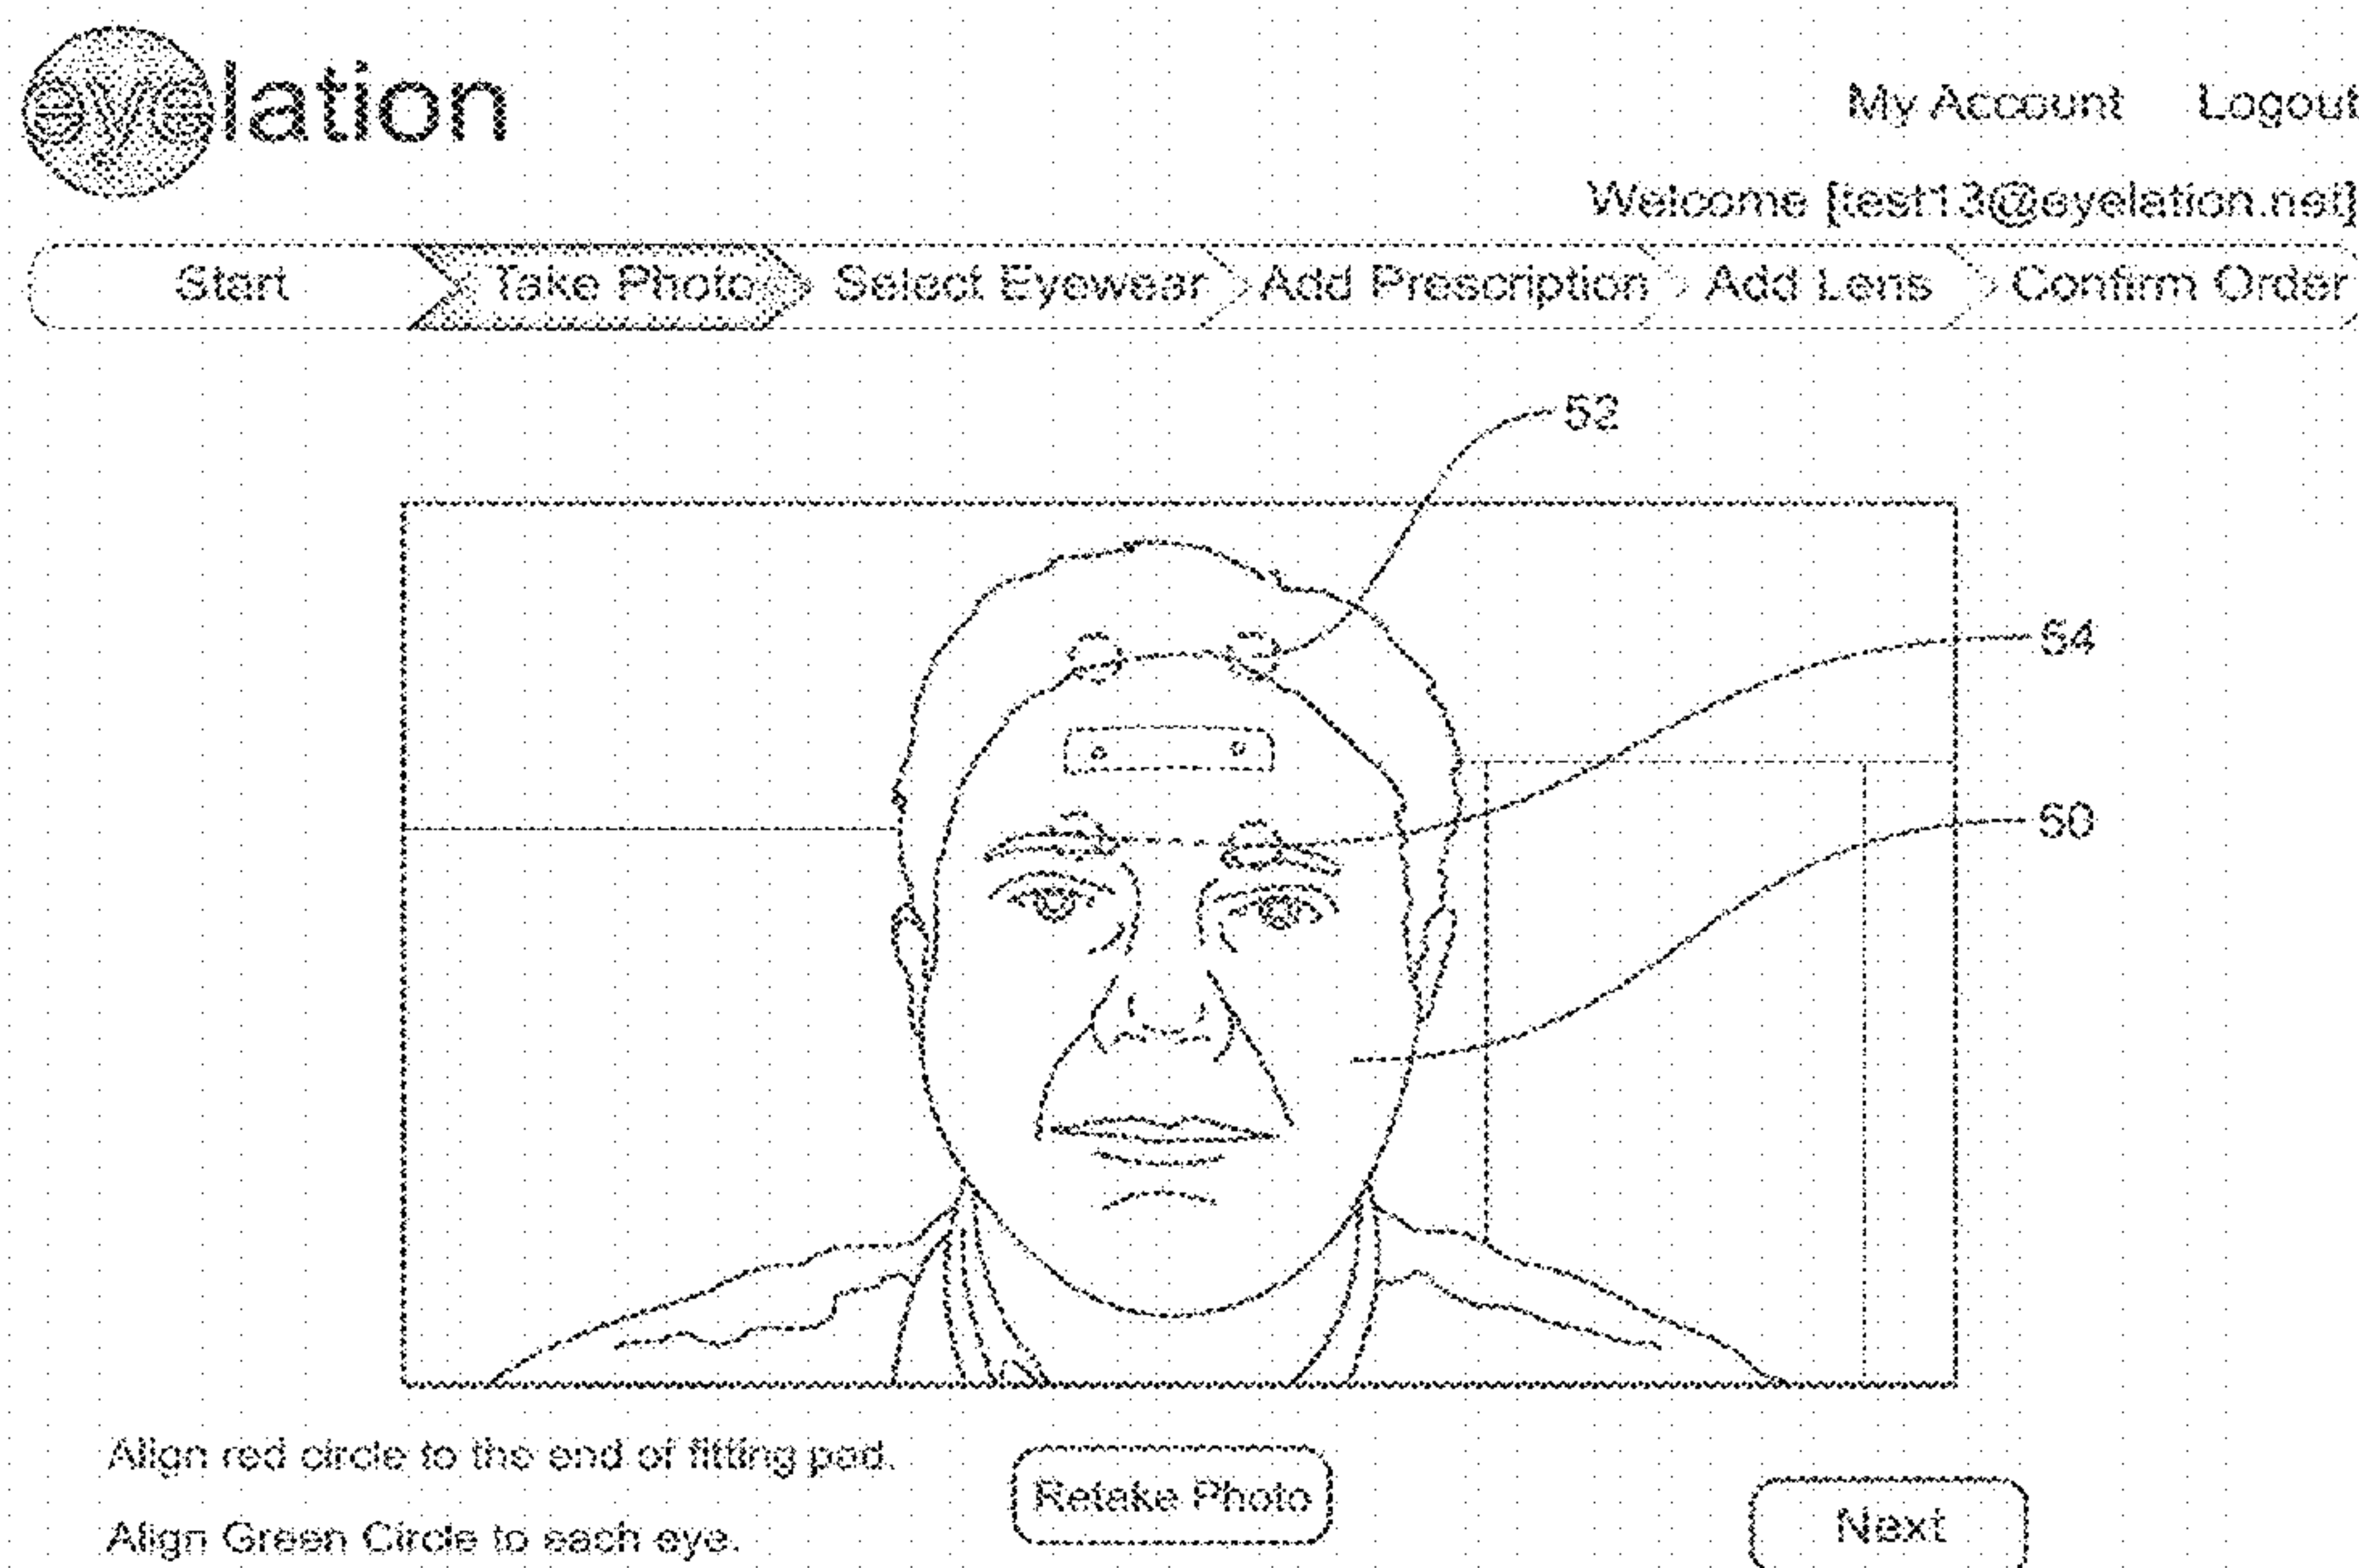 eyelation
My Account Logout
Welcome [test13@eyelation.net]
Start Take Photo Select Eyewear Add Prescription Add Lens Confirm Order
52
54
50
Align red circle to the end of fitting pad.
Retake Photo
Align Green Circle to each eye.
Next